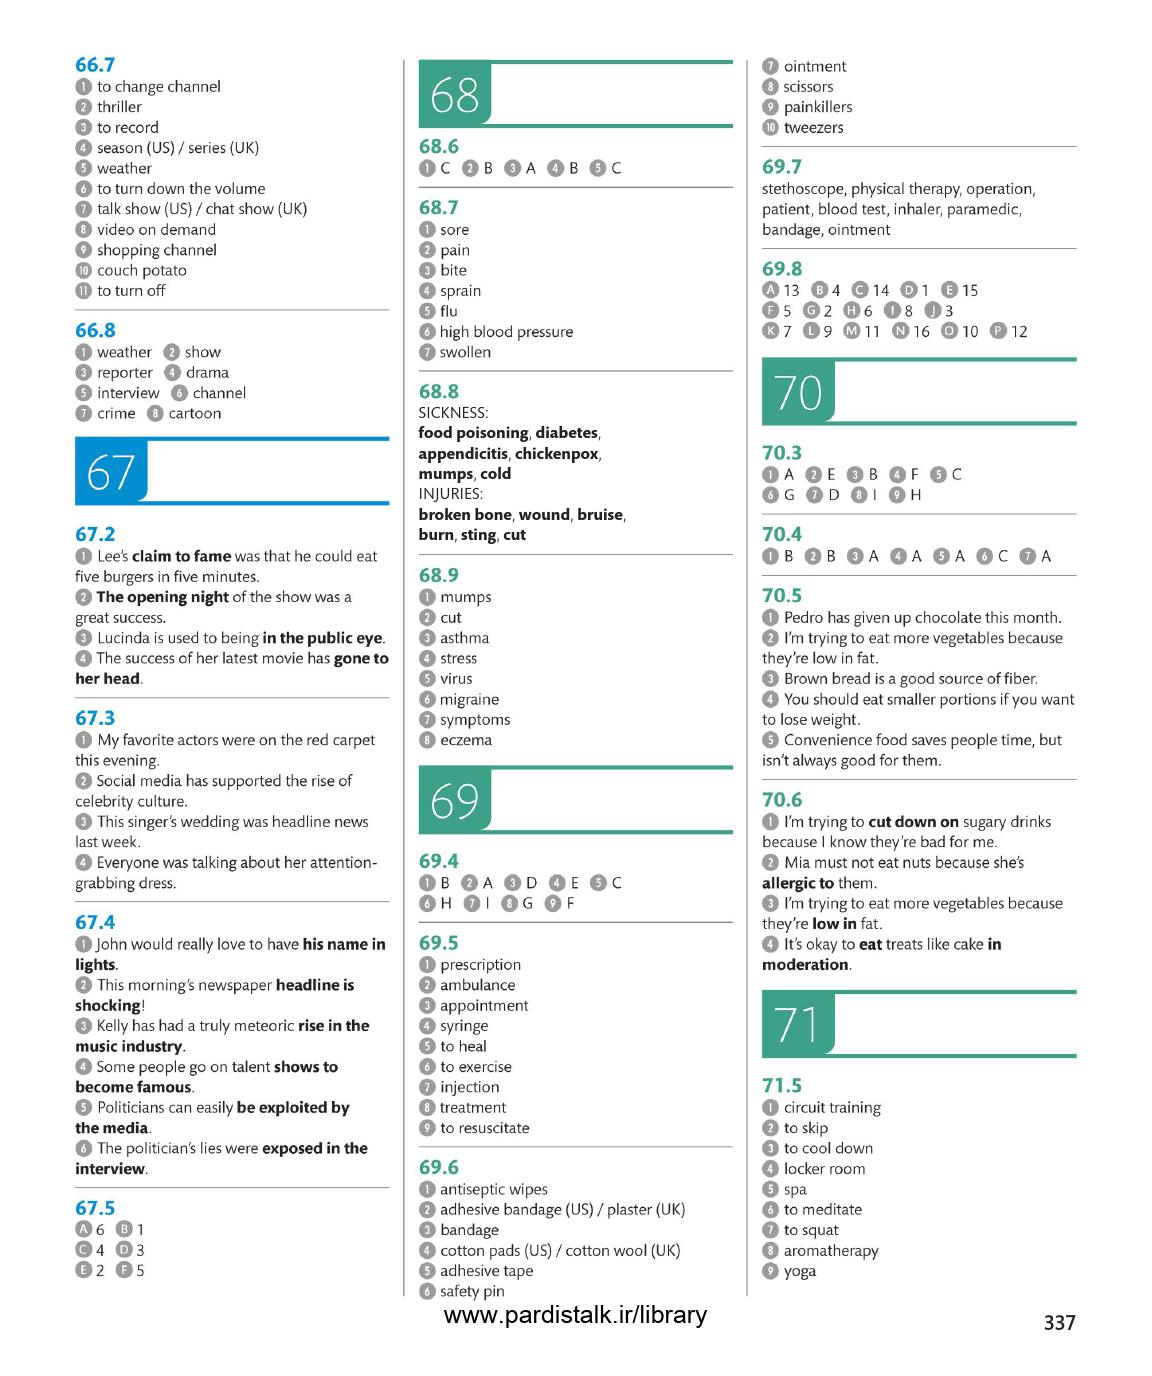 66.7
1 to change channel
2 thriller
3 to record
4 season (US) / series (UK)
5 weather
6 to turn down the volume
7 talk show (US) / chat show (UK)
8 video on demand
9 shopping channel
10 couch potato
11 to turn off
66.8
1 weather 2 show
3 reporter 4 drama
5 interview 6 channel
7 crime 8 cartoon
67
67.2
1 Lee's claim to fame was that he could eat
five burgers in five minutes.
2 The opening night of the show was a
great success.
3 Lucinda is used to being in the public eye.
4 The success of her latest movie has gone to
her head.
67.3
1 My favorite actors were on the red carpet
this evening.
2 Social media has supported the rise of
celebrity culture.
3 This singer's wedding was headline news
last week.
4 Everyone was talking about her attention-
grabbing dress.
67.4
1 John would really love to have his name in
lights.
2 This morning's newspaper headline is
shocking!
3 Kelly has had a truly meteoric rise in the
music industry.
4 Some people go on talent shows to
become famous.
5 Politicians can easily be exploited by
the media.
6 The politician's lies were exposed in the
interview.
67.5
A 6 B 1
C 4 D 3
E 2 F 5
68
68.6
1 C 2 B 3 A 4 B 5 C
68.7
1 sore
2 pain
3 bite
4 sprain
5 flu
6 high blood pressure
7 swollen
68.8
SICKNESS:
food poisoning, diabetes,
appendicitis, chickenpox,
mumps, cold
INJURIES:
broken bone, wound, bruise,
burn, sting, cut
68.9
1 mumps
2 cut
3 asthma
4 stress
5 virus
6 migraine
7 symptoms
8 eczema
69
69.4
1 B 2 A 3 D 4 E 5 C
6 H 7 I 8 G 9 F
69.5
1 prescription
2 ambulance
3 appointment
4 syringe
5 to heal
6 to exercise
7 injection
8 treatment
9 to resuscitate
69.6
1 antiseptic wipes
2 adhesive bandage (US) / plaster (UK)
3 bandage
4 cotton pads (US) / cotton wool (UK)
5 adhesive tape
6 safety pin
7 ointment
8 scissors
9 painkillers
10 tweezers
69.7
stethoscope, physical therapy, operation,
patient, blood test, inhaler, paramedic,
bandage, ointment
69.8
A 13 B 4 C 14 D 1 E 15
F 5 G 2 H 6 I 8 J 3
K 7 L 9 M 11 N 16 O 10 P 12
70
70.3
1 A 2 E 3 B 4 F 5 C
6 G 7 D 8 I 9 H
70.4
1 B 2 B 3 A 4 A 5 A 6 C 7 A
70.5
1 Pedro has given up chocolate this month.
2 I'm trying to eat more vegetables because
they're low in fat.
3 Brown bread is a good source of fiber.
4 You should eat smaller portions if you want
to lose weight.
5 Convenience food saves people time, but
isn't always good for them.
70.6
1 I'm trying to cut down on sugary drinks
because I know they're bad for me.
2 Mia must not eat nuts because she's
allergic to them.
3 I'm trying to eat more vegetables because
they're low in fat.
4 It's okay to eat treats like cake in
moderation.
71
71.5
1 circuit training
2 to skip
3 to cool down
4 locker room
5 spa
6 to meditate
7 to squat
8 aromatherapy
9 yoga
www.pardistalk.ir/library
337